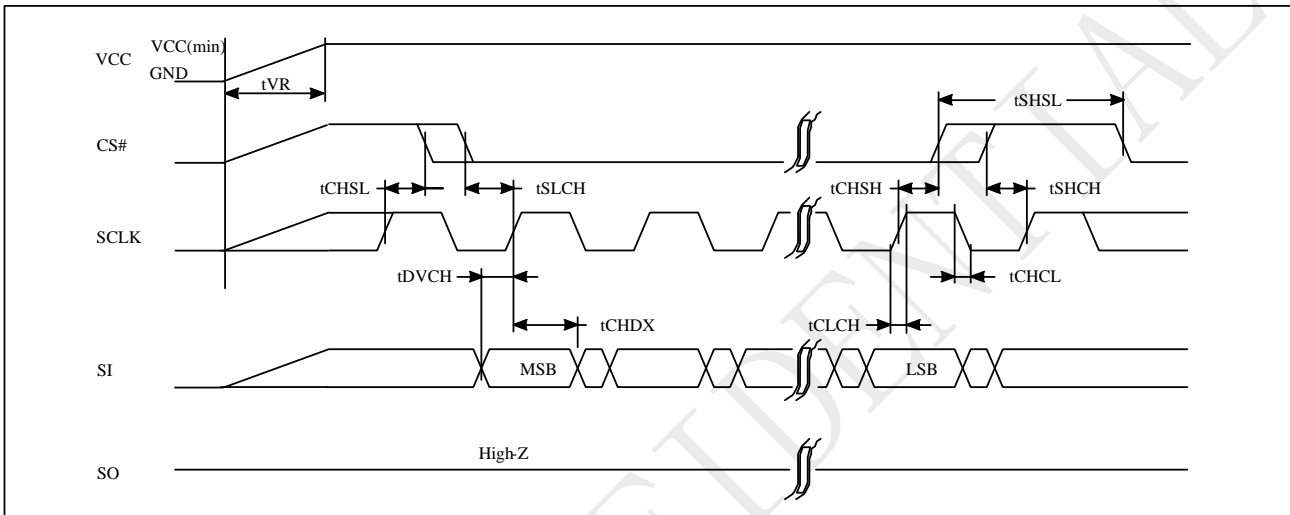 VCC
VCC(min)
GND
tVR
tSHSL
CS#
tCHSL
tSLCH
tCHSH
tSHCH
SCLK
tDVCH
tCHCL
tCHDX
tCLCH
SI
MSB
LSB
High-Z
SO